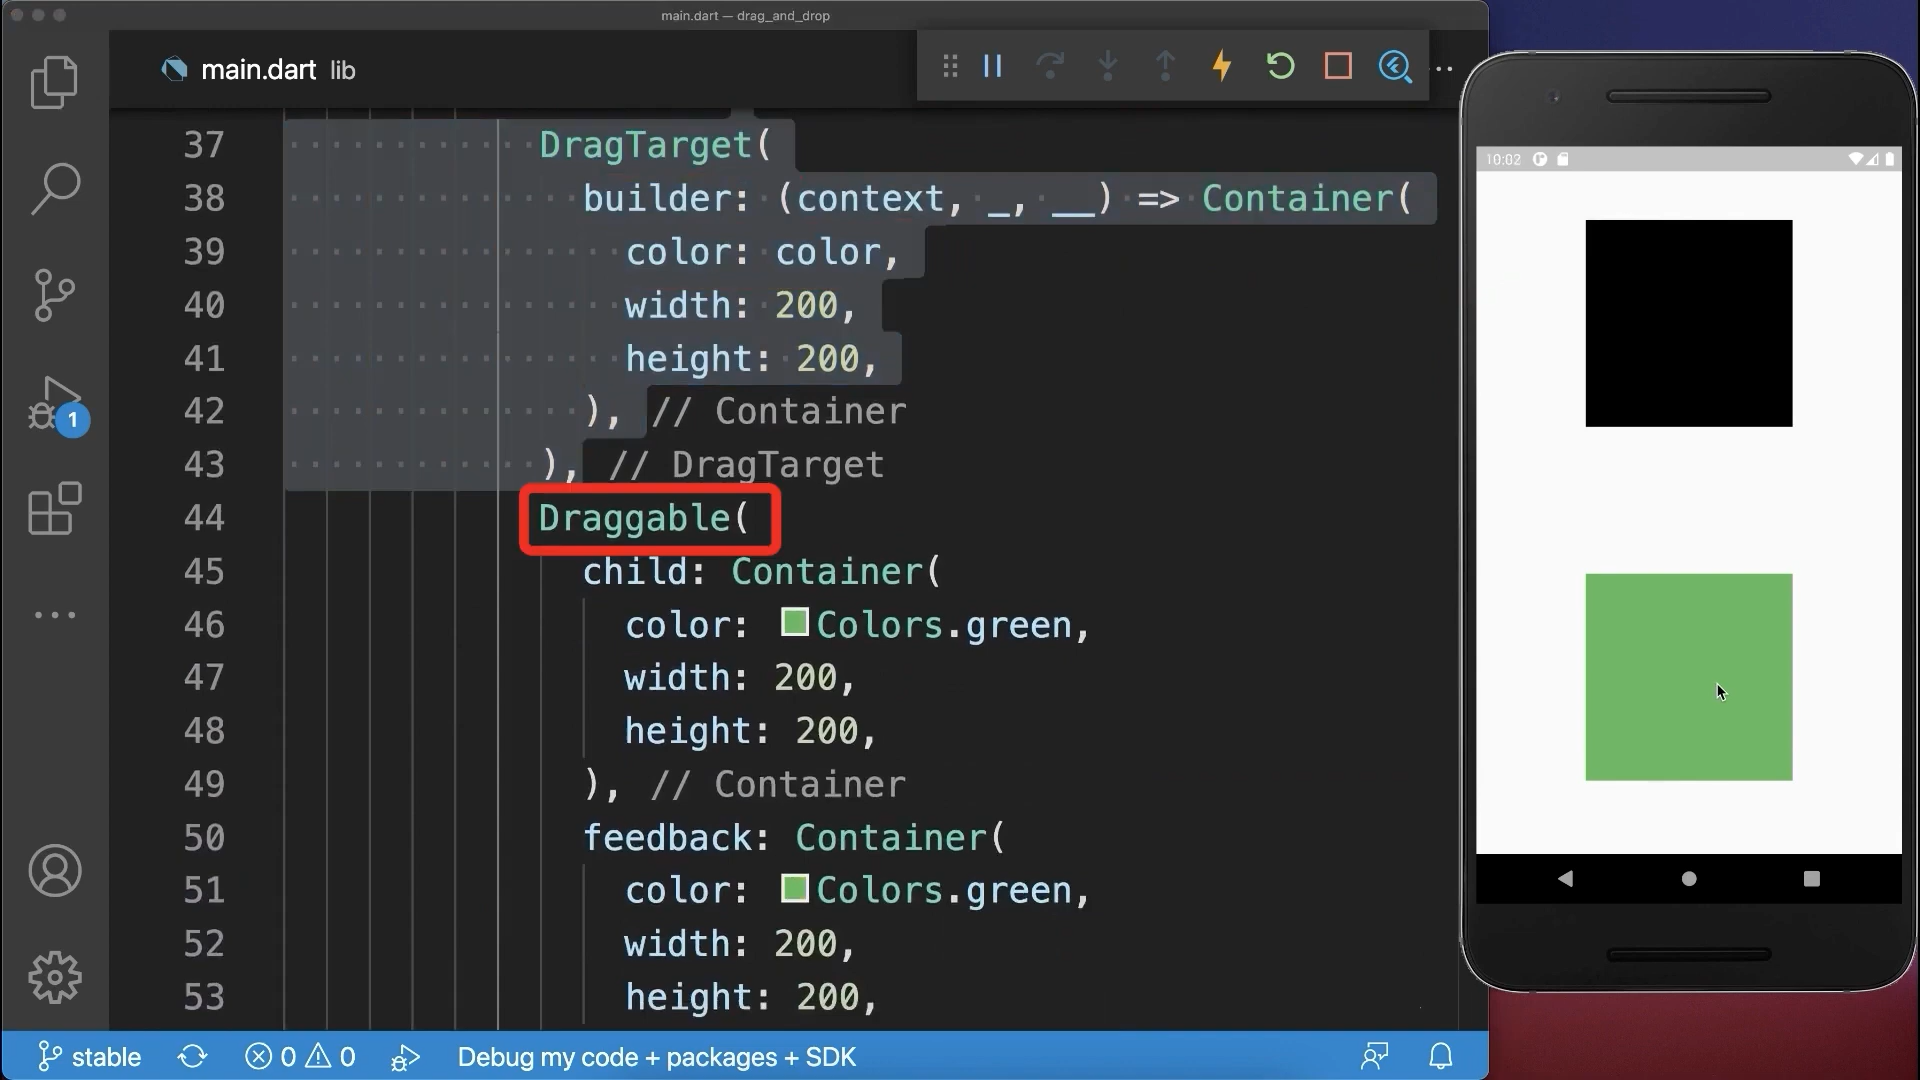 main.dart — drag_and_drop
main.dart lib
37 DragTarget(
38 builder: (context, _, __) => Container(
39 color: color,
40 width: 200,
41 height: 200,
42 ), // Container
43 ), // DragTarget
44 Draggable(
45 child: Container(
46 color: Colors.green,
47 width: 200,
48 height: 200,
49 ), // Container
50 feedback: Container(
51 color: Colors.green,
52 width: 200,
53 height: 200,
1
stable 0 0 Debug my code + packages + SDK
10:02